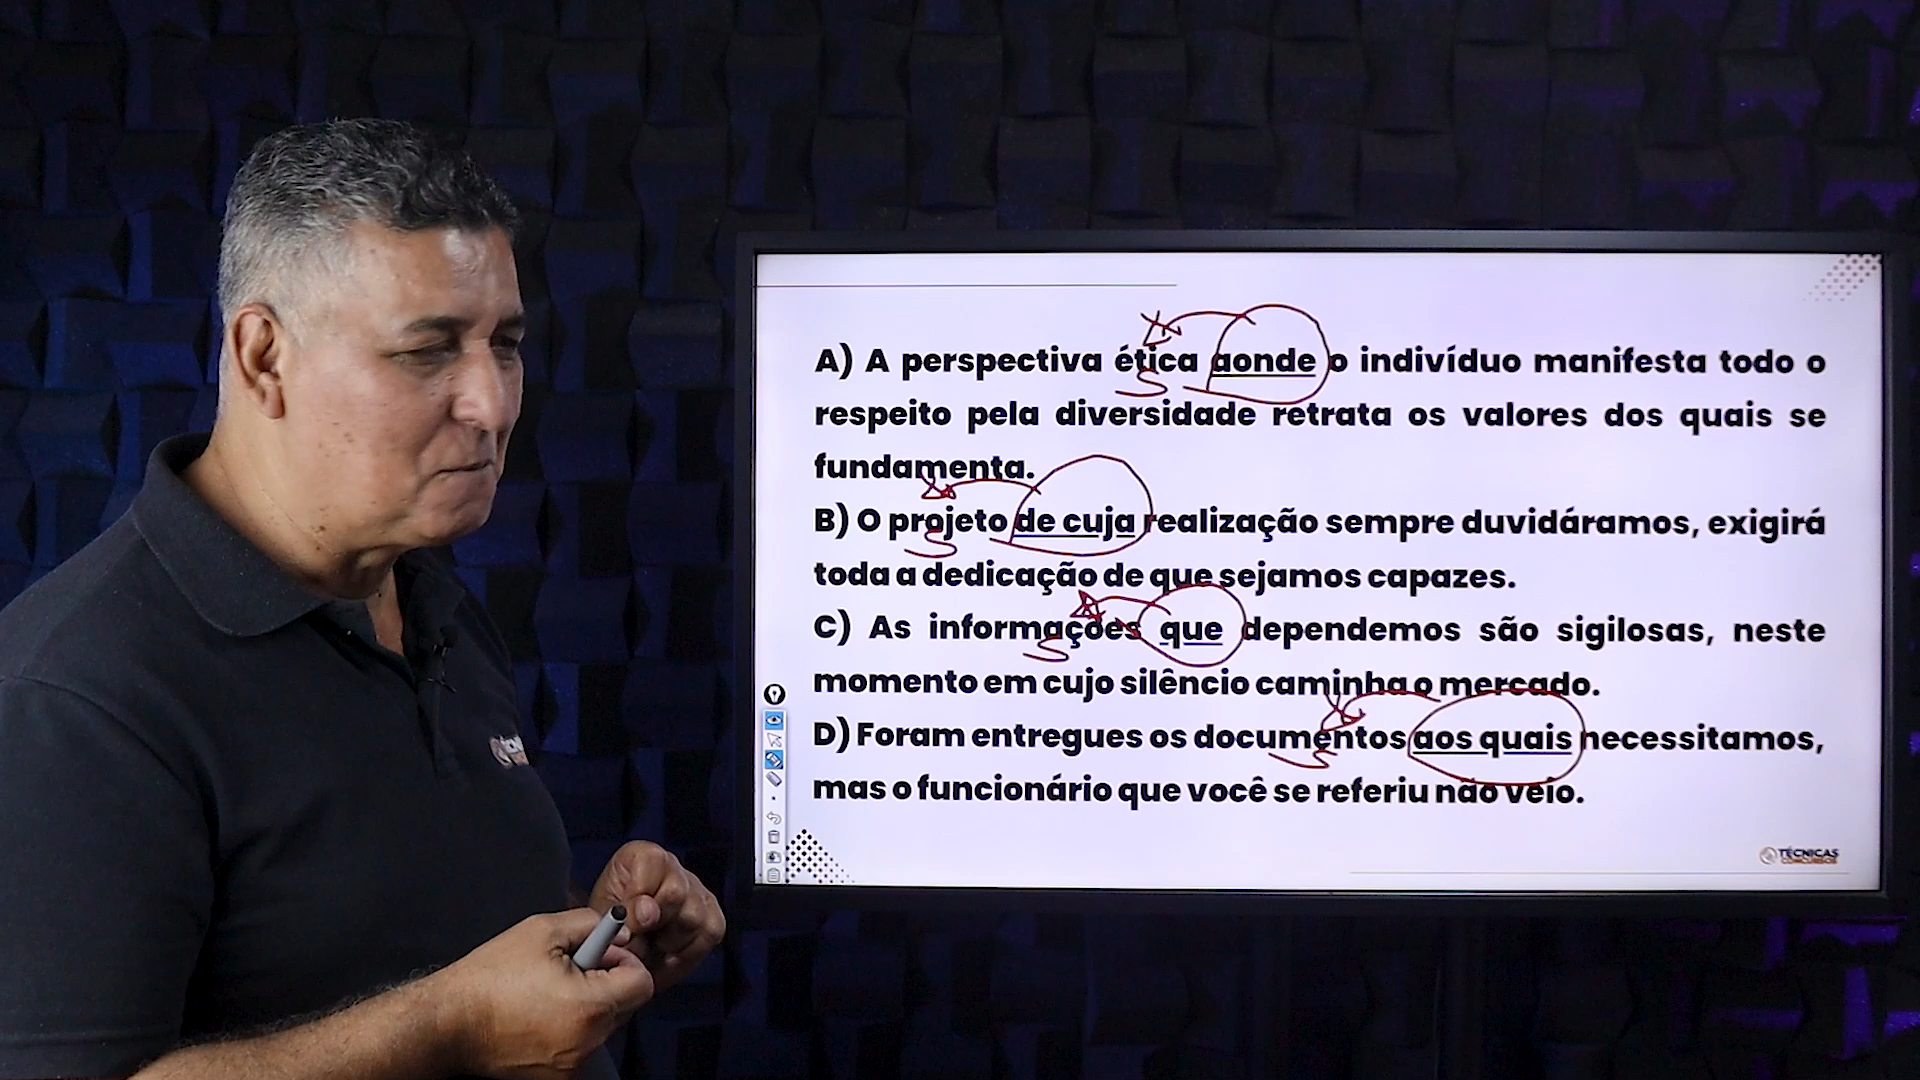 A) A perspectiva ética aonde o indivíduo manifesta todo o
respeito pela diversidade retrata os valores dos quais se
fundamenta.
B) O projeto de cuja realização sempre duvidáramos, exigirá
toda a dedicação de que sejamos capazes.
C) As informações que dependemos são sigilosas, neste
momento em cujo silêncio caminha o mercado.
D) Foram entregues os documentos aos quais necessitamos,
mas o funcionário que você se referiu não veio.
TÉCNICAS
CONCURSOS